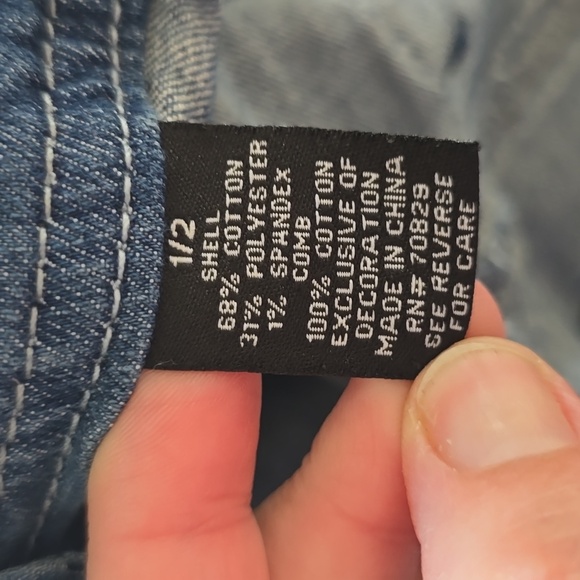 1/2
SHELL
68% COTTON
31% POLYESTER
1% SPANDEX
COMB
100% COTTON
EXCLUSIVE OF
DECORATION
MADE IN CHINA
RN# 70829
SEE REVERSE
FOR CARE